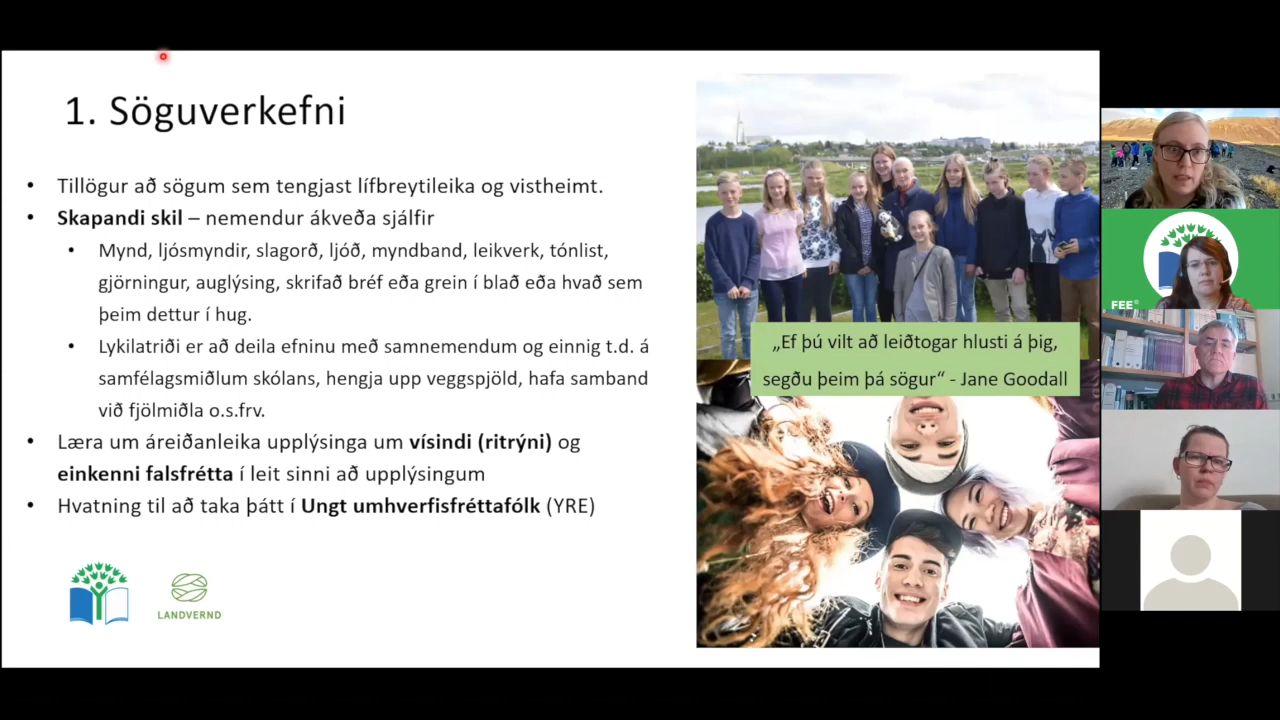 1. Söguverkefni
• Tillögur að sögum sem tengjast lífbreytileika og vistheimt.
• Skapandi skil – nemendur ákveða sjálfir
• Mynd, ljósmyndir, slagorð, ljóð, myndband, leikverk, tónlist,
gjörningur, auglýsing, skrifað bréf eða grein í blað eða hvað sem
þeim dettur í hug.
• Lykilatriði er að deila efninu með samnemendum og einnig t.d. á
samfélagsmiðlum skólans, hengja upp veggspjöld, hafa samband
við fjölmiðla o.s.frv.
• Læra um áreiðanleika upplýsinga um vísindi (ritrýni) og
einkenni falsfrétta í leit sinni að upplýsingum
• Hvatning til að taka þátt í Ungt umhverfisfréttafólk (YRE)
LANDVERND
„Ef þú vilt að leiðtogar hlusti á þig,
segðu þeim þá sögur“ - Jane Goodall
FEE®